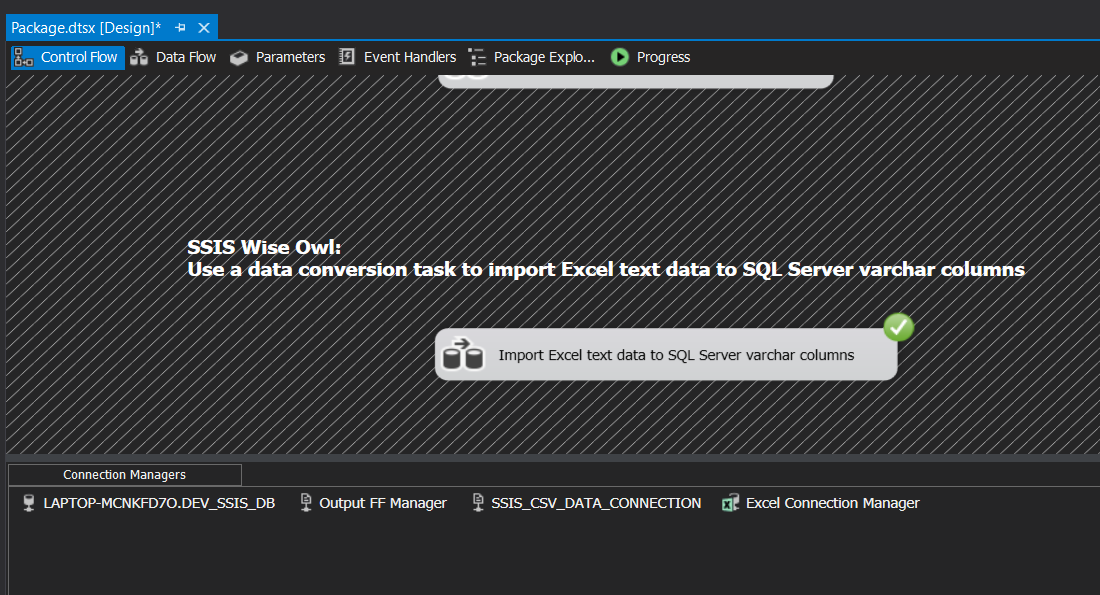 Package.dtsx [Design]*
Control Flow Data Flow Parameters Event Handlers Package Explo... Progress
SSIS Wise Owl:
Use a data conversion task to import Excel text data to SQL Server varchar columns
Import Excel text data to SQL Server varchar columns
Connection Managers
LAPTOP-MCNKFD7O.DEV_SSIS_DB Output FF Manager SSIS_CSV_DATA_CONNECTION Excel Connection Manager